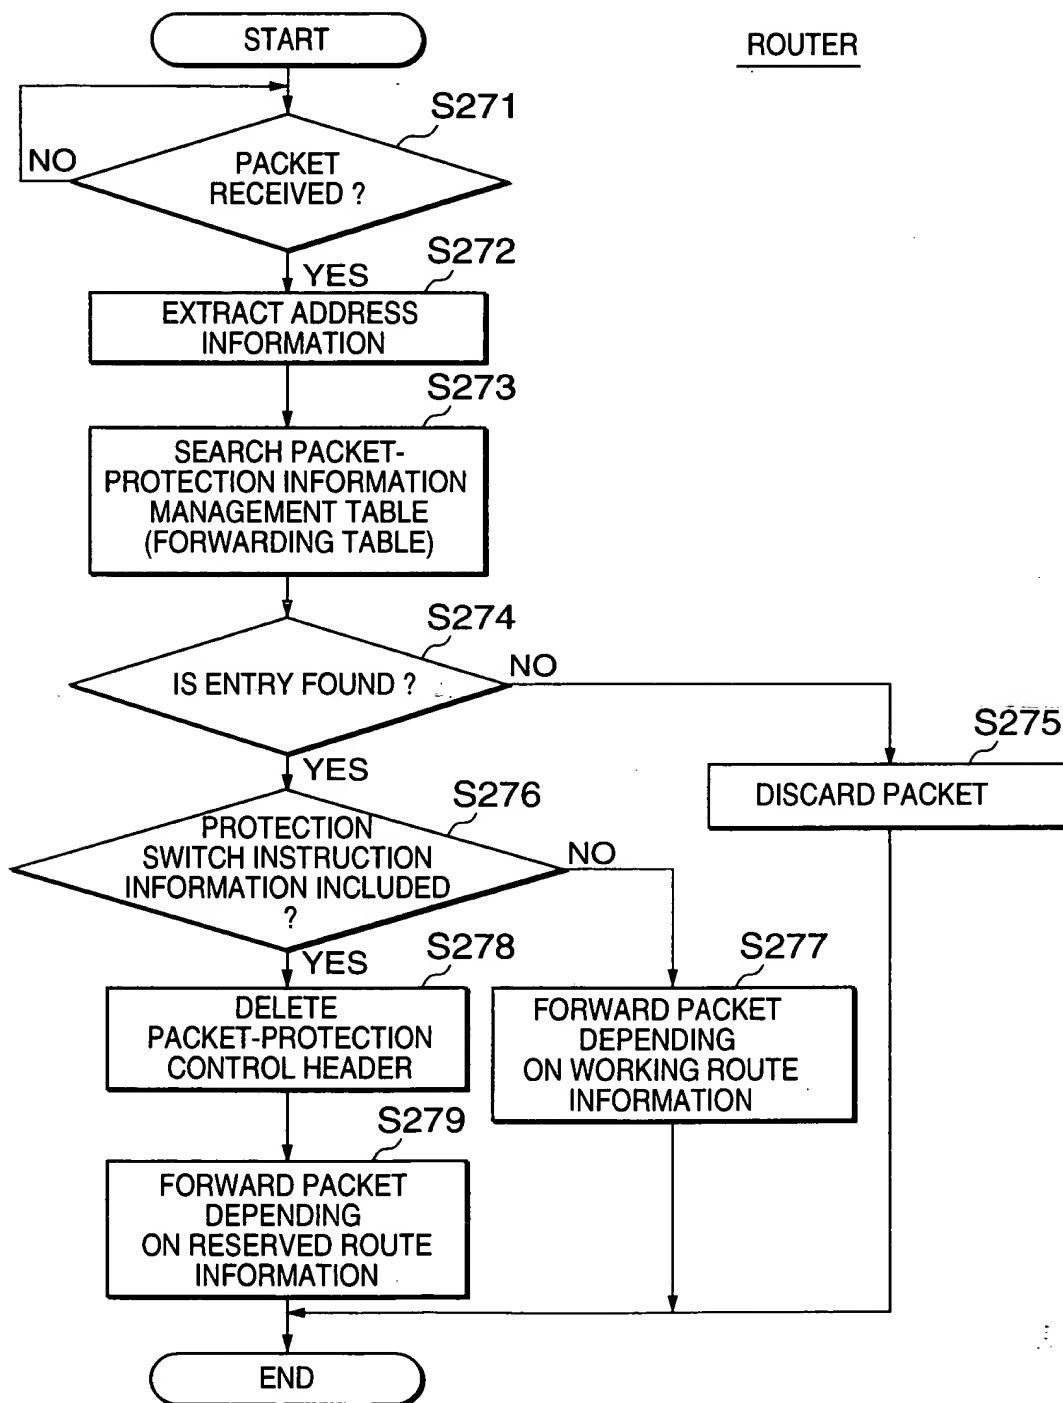 START
ROUTER
S271
NO
PACKET
RECEIVED ?
S272
YES
EXTRACT ADDRESS
INFORMATION
S273
SEARCH PACKET-
PROTECTION INFORMATION
MANAGEMENT TABLE
(FORWARDING TABLE)
S274
IS ENTRY FOUND ?
NO
YES
S275
DISCARD PACKET
S276
PROTECTION
SWITCH INSTRUCTION
INFORMATION INCLUDED
?
NO
YES
S278
S277
DELETE
PACKET-PROTECTION
CONTROL HEADER
FORWARD PACKET
DEPENDING
ON WORKING ROUTE
INFORMATION
S279
FORWARD PACKET
DEPENDING
ON RESERVED ROUTE
INFORMATION
END